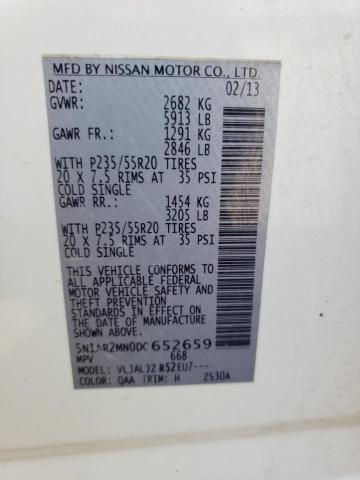 MFD BY NISSAN MOTOR CO., LTD.
DATE: 02/13
GVWR: 2682 KG
5913 LB
GAWR FR: 1291 KG
2846 LB
WITH P235/55R20 TIRES
20 X 7.5 RIMS AT 35 PSI
COLD SINGLE
GAWR RR: 1454 KG
3205 LB
WITH P235/55R20 TIRES
20 X 7.5 RIMS AT 35 PSI
COLD SINGLE
THIS VEHICLE CONFORMS TO
ALL APPLICABLE FEDERAL
MOTOR VEHICLE SAFETY AND
THEFT PREVENTION
STANDARDS IN EFFECT ON THE
DATE OF MANUFACTURE
SHOWN ABOVE.
5N1AR2MN0DC652659
MPV 668
MODEL: VLJALJZ R52EU7---
COLOR: QAA TRIM: H ZS30A